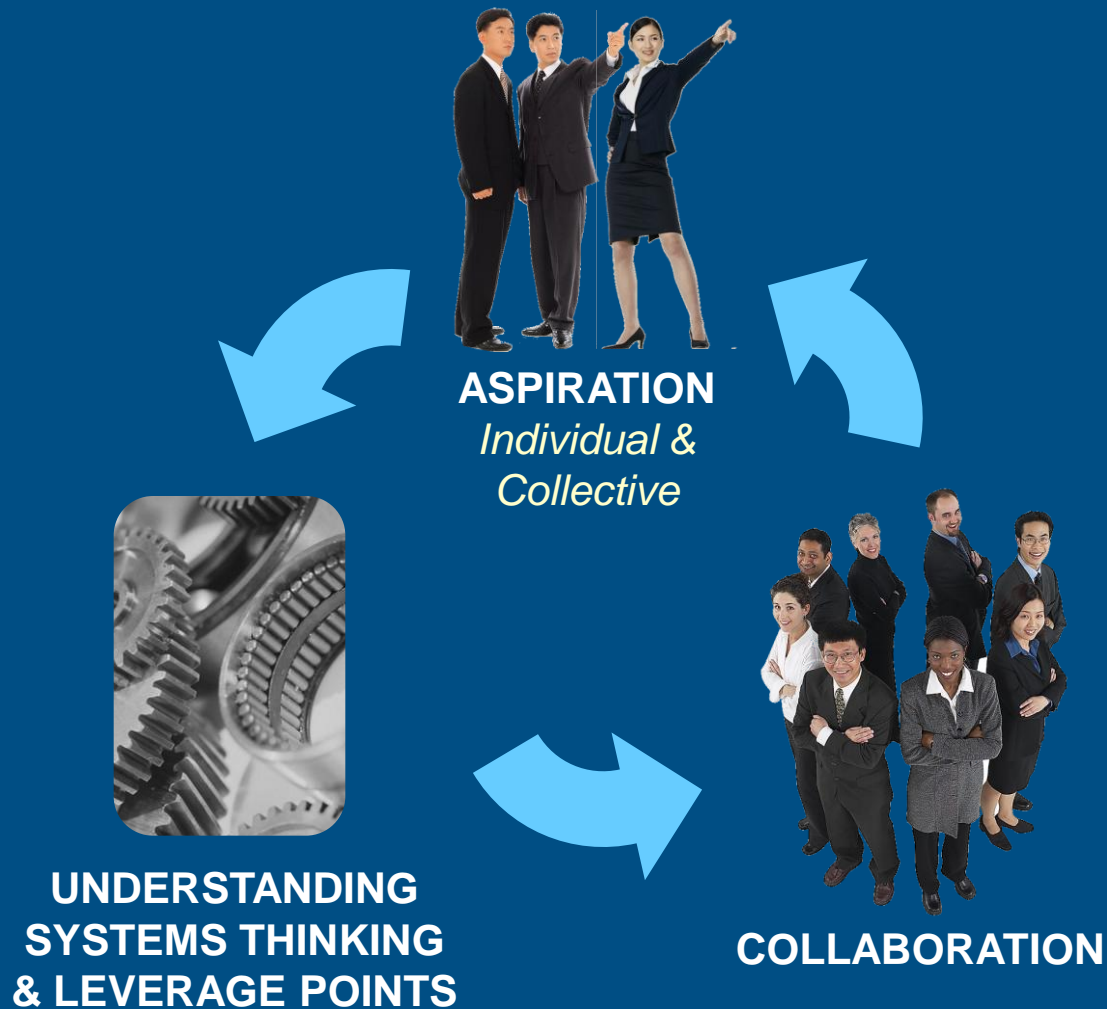 ASPIRATION
Individual &
Collective
UNDERSTANDING
SYSTEMS THINKING
& LEVERAGE POINTS
COLLABORATION